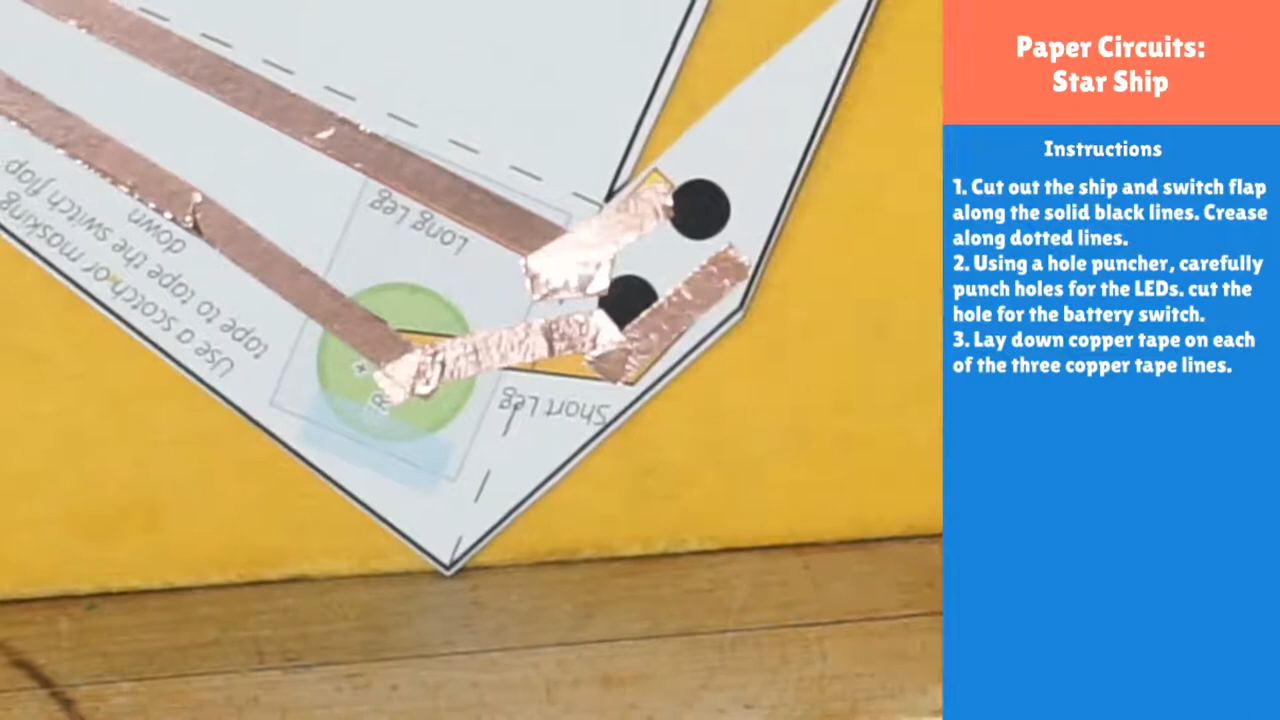 Paper Circuits:
Star Ship
Instructions
1. Cut out the ship and switch flap
along the solid black lines. Crease
along dotted lines.
2. Using a hole puncher, carefully
punch holes for the LEDs. cut the
hole for the battery switch.
3. Lay down copper tape on each
of the three copper tape lines.
Long Leg
Short Leg
Use a scotch or masking
tape to tape the switch flap
down
+